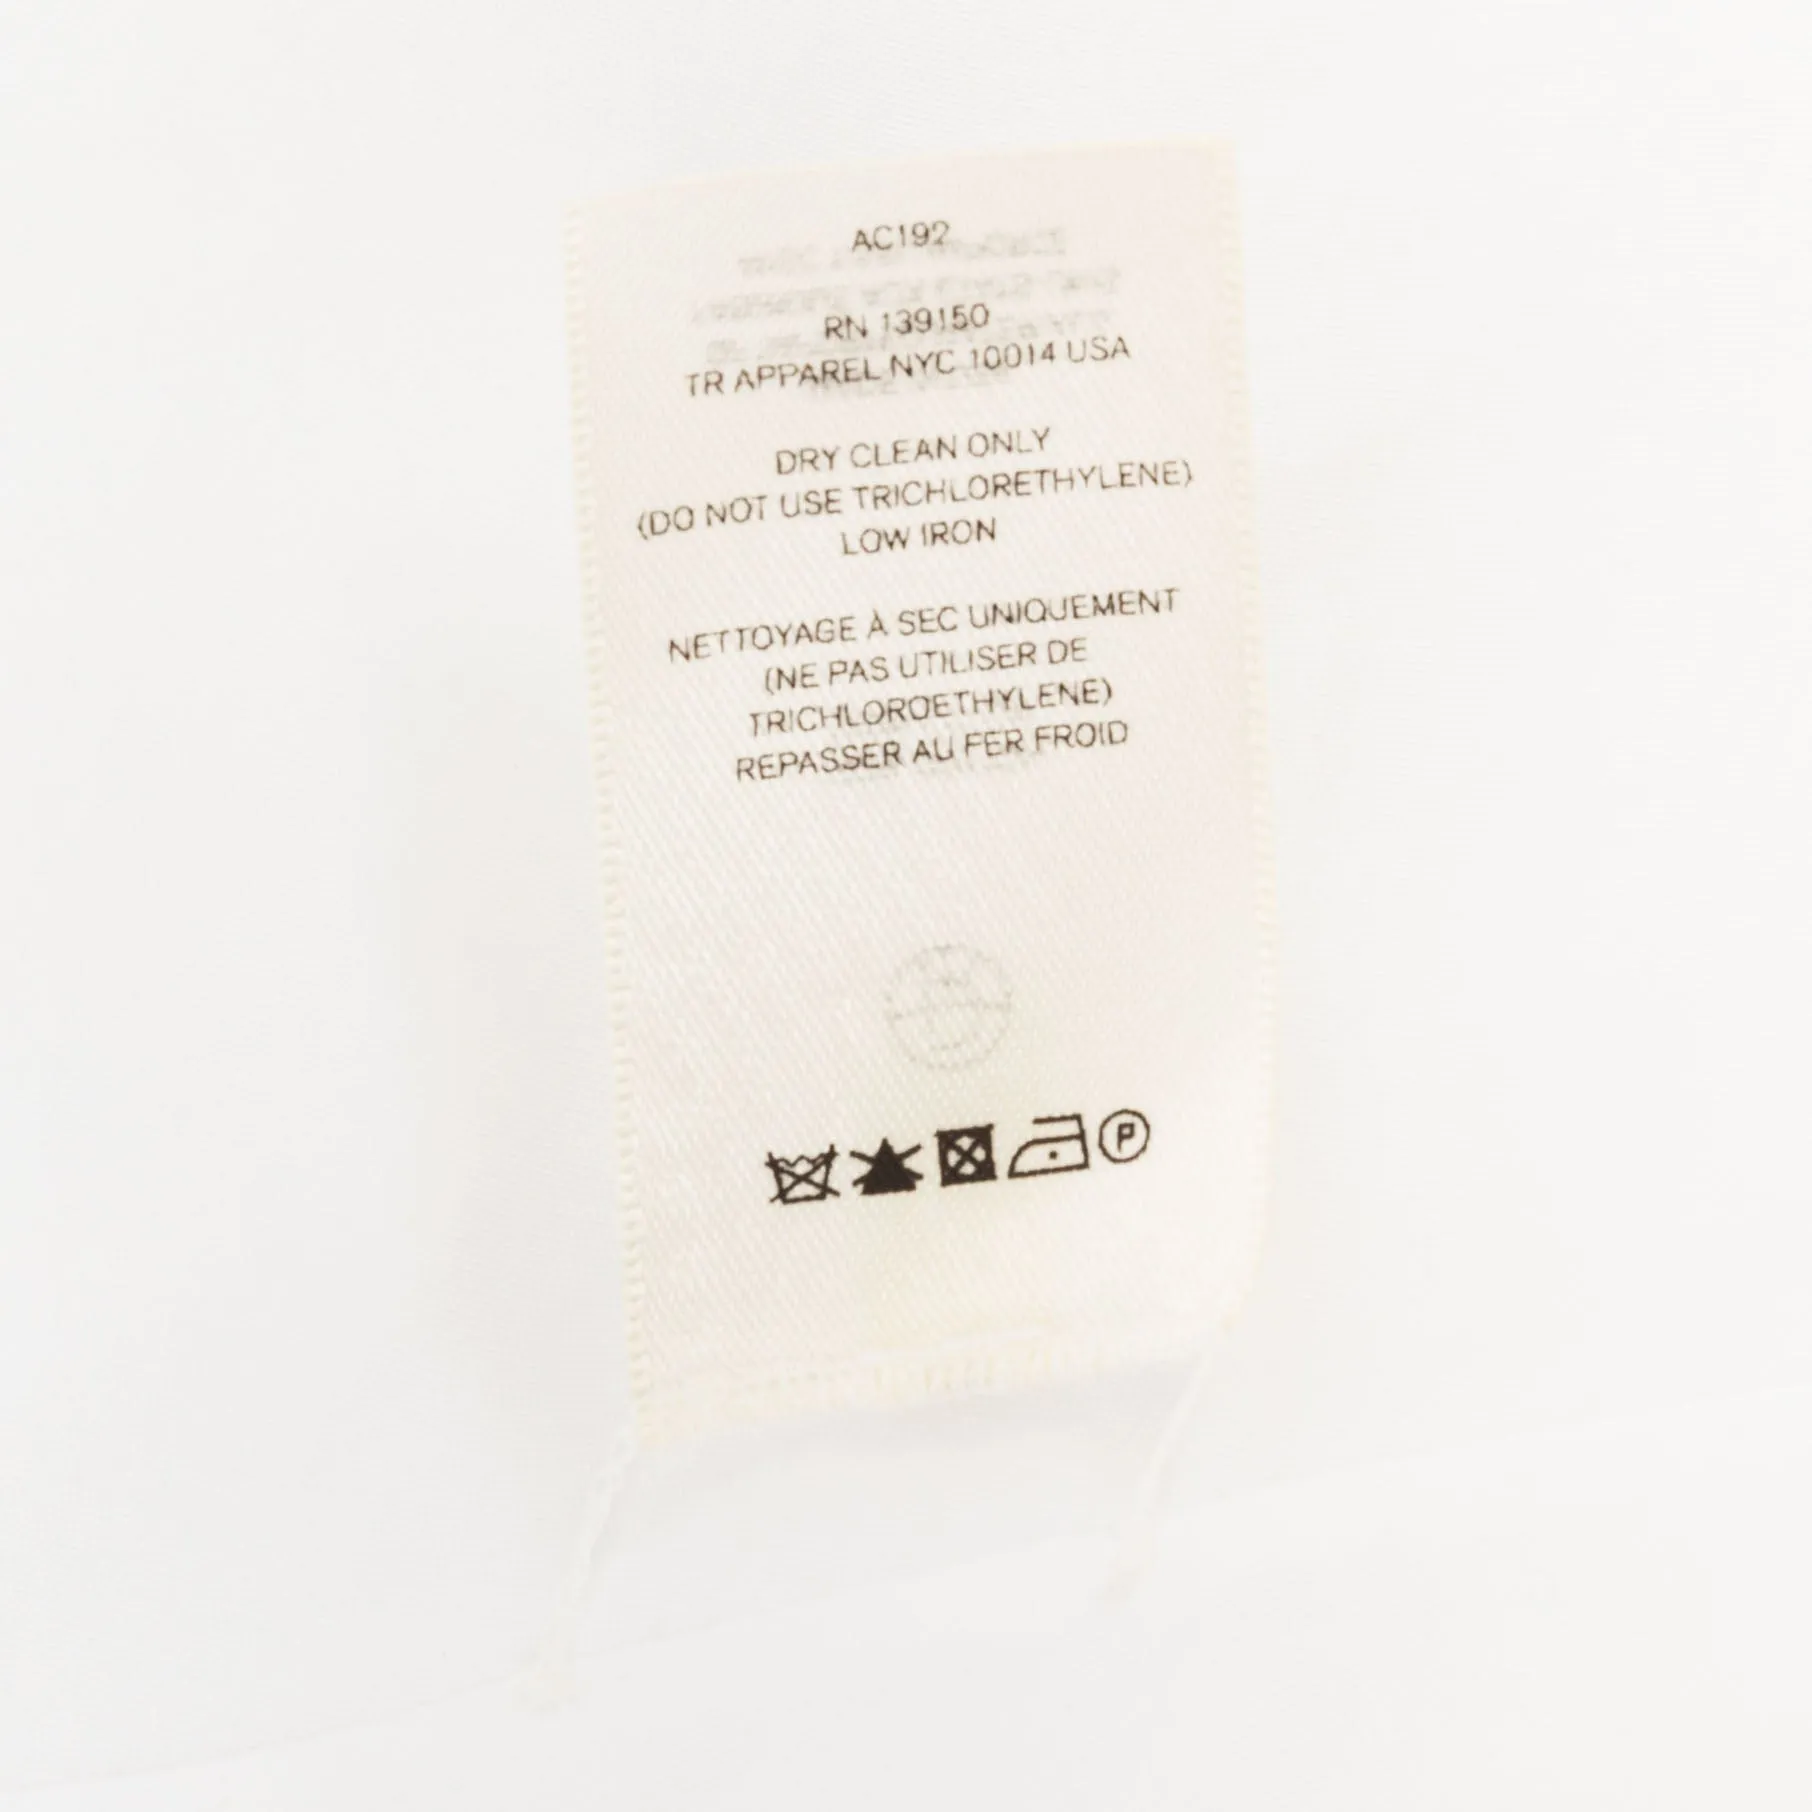 AC192
RN 139150
TR APPAREL NYC 10014 USA
DRY CLEAN ONLY
(DO NOT USE TRICHLORETHYLENE)
LOW IRON
NETTOYAGE À SEC UNIQUEMENT
(NE PAS UTILISER DE
TRICHLOROETHYLENE)
REPASSER AU FER FROID
P